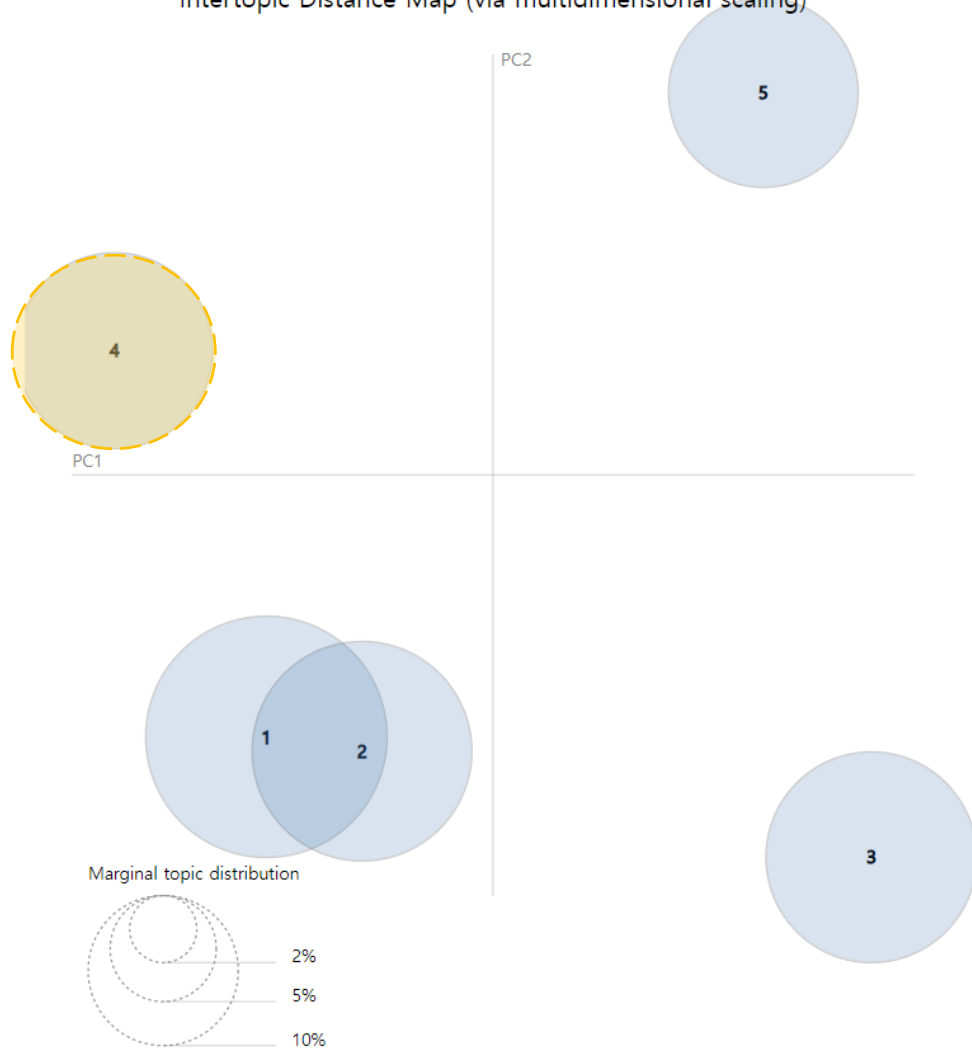 Intertopic Distance Map (via multidimensional scaling)
PC2
5
4
PC1
1
2
3
Marginal topic distribution
2%
5%
10%